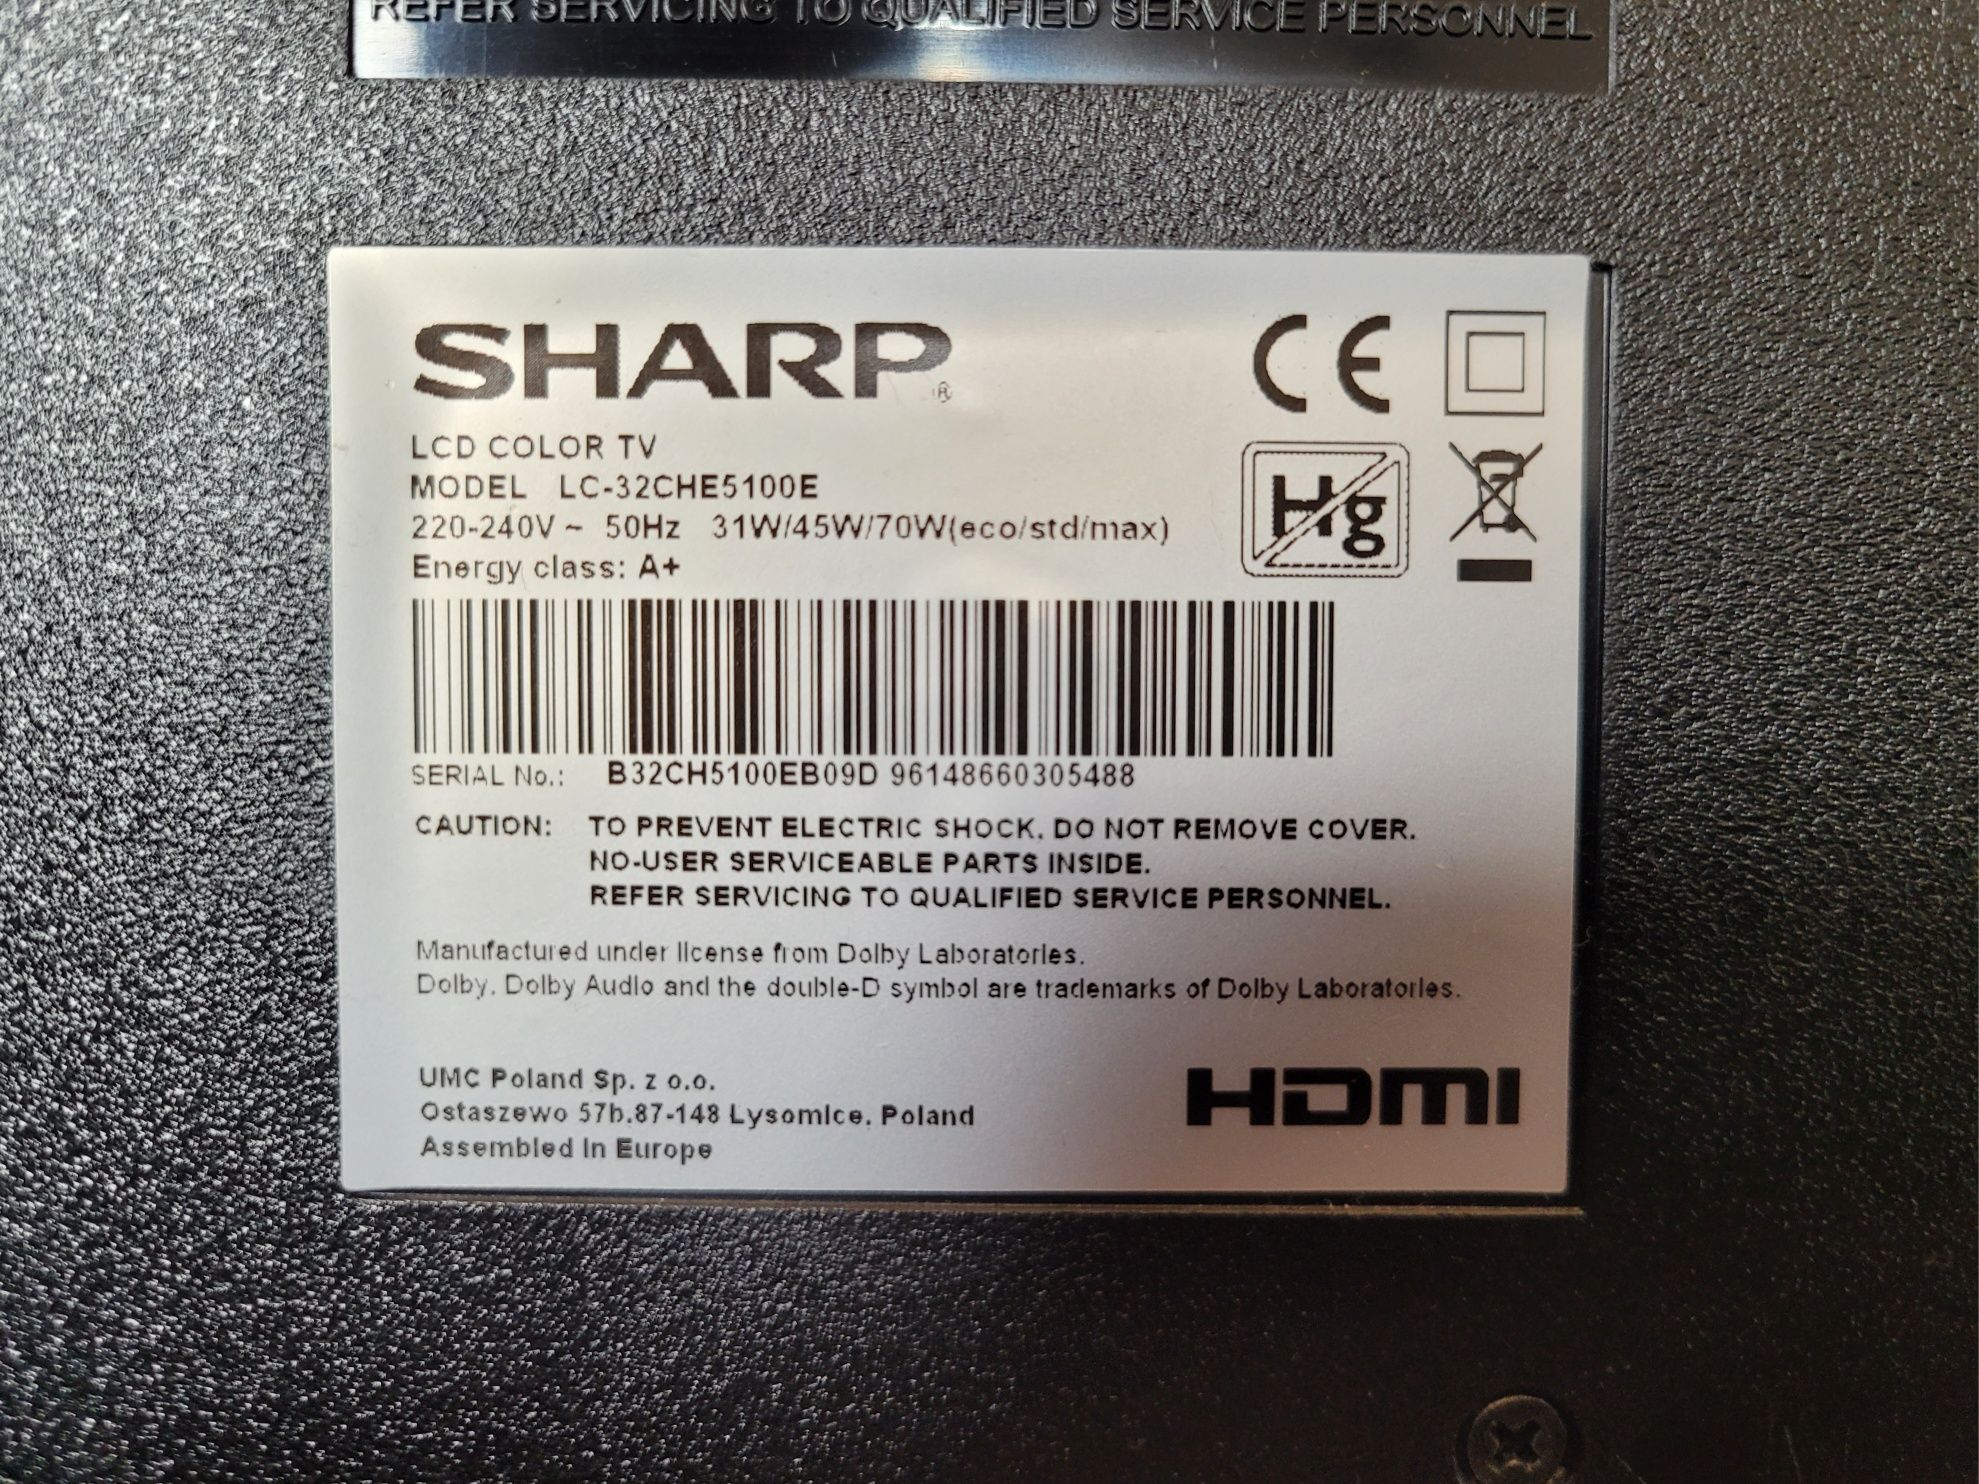 REFER SERVICING TO QUALIFIED SERVICE PERSONNEL
SHARP®
CE
LCD COLOR TV
MODEL LC-32CHE5100E
220-240V ~ 50Hz 31W/45W/70W(eco/std/max)
Energy class: A+
Hg
SERIAL No.: B32CH5100EB09D 96148660305488
CAUTION: TO PREVENT ELECTRIC SHOCK. DO NOT REMOVE COVER.
NO-USER SERVICEABLE PARTS INSIDE.
REFER SERVICING TO QUALIFIED SERVICE PERSONNEL.
Manufactured under license from Dolby Laboratories.
Dolby. Dolby Audio and the double-D symbol are trademarks of Dolby Laboratories.
UMC Poland Sp. z o.o.
Ostaszewo 57b.87-148 Lysomice. Poland
Assembled in Europe
HDMI